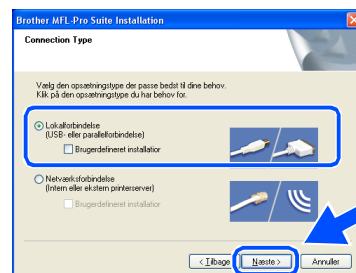 Brother MFL-Pro Suite Installation
Connection Type
Vælg den opsætningstype der passe bedst til dine behov.
Klik på den opsætningstype du har behov for.
Lokalforbindelse
(USB- eller parallelforbindelse)
Brugerdefineret installatior
Netværksforbindelse
(Intern eller ekstern printerserver)
Brugerdefineret installatior
< Tilbage
Næste >
Annuller